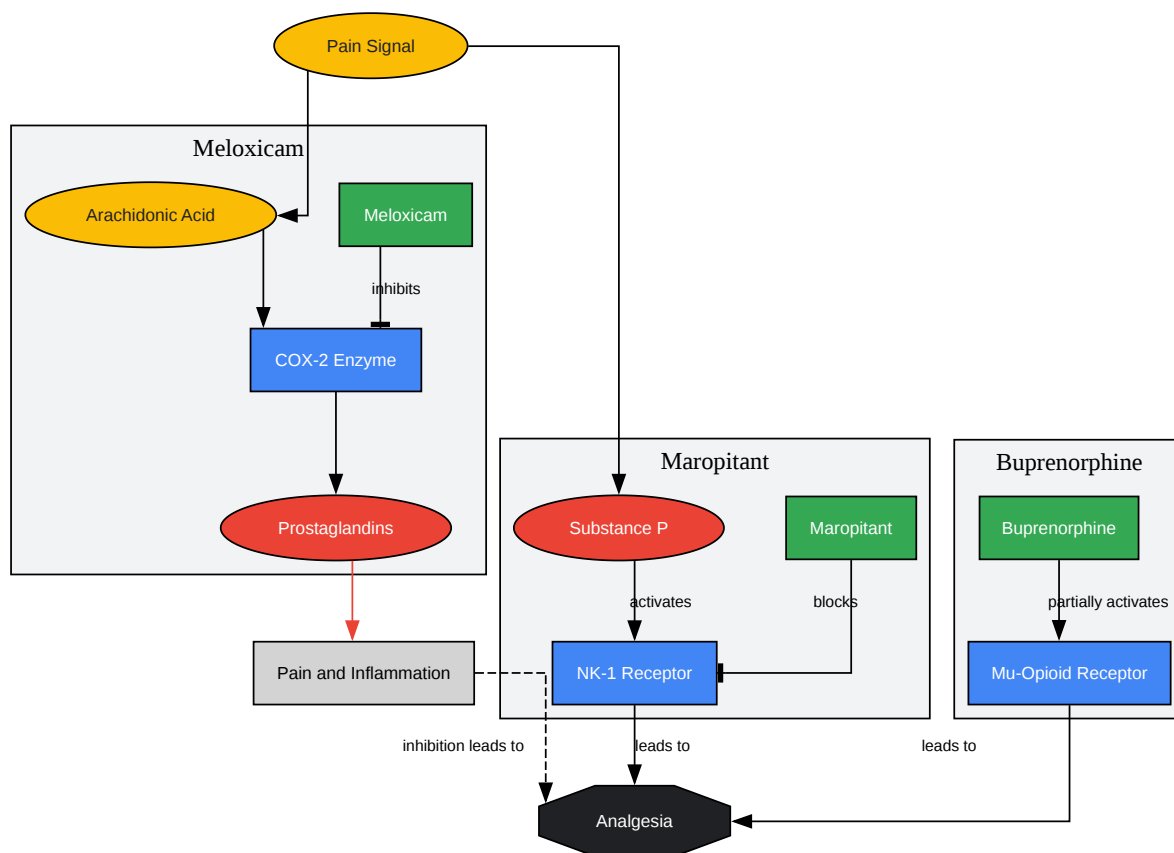 Pain Signal
Meloxicam
Arachidonic Acid
Meloxicam
inhibits
COX-2 Enzyme
Maropitant
Buprenorphine
Prostaglandins
Substance P
Maropitant
Buprenorphine
activates
blocks
partially activates
Pain and Inflammation
NK-1 Receptor
Mu-Opioid Receptor
inhibition leads to
leads to
leads to
Analgesia